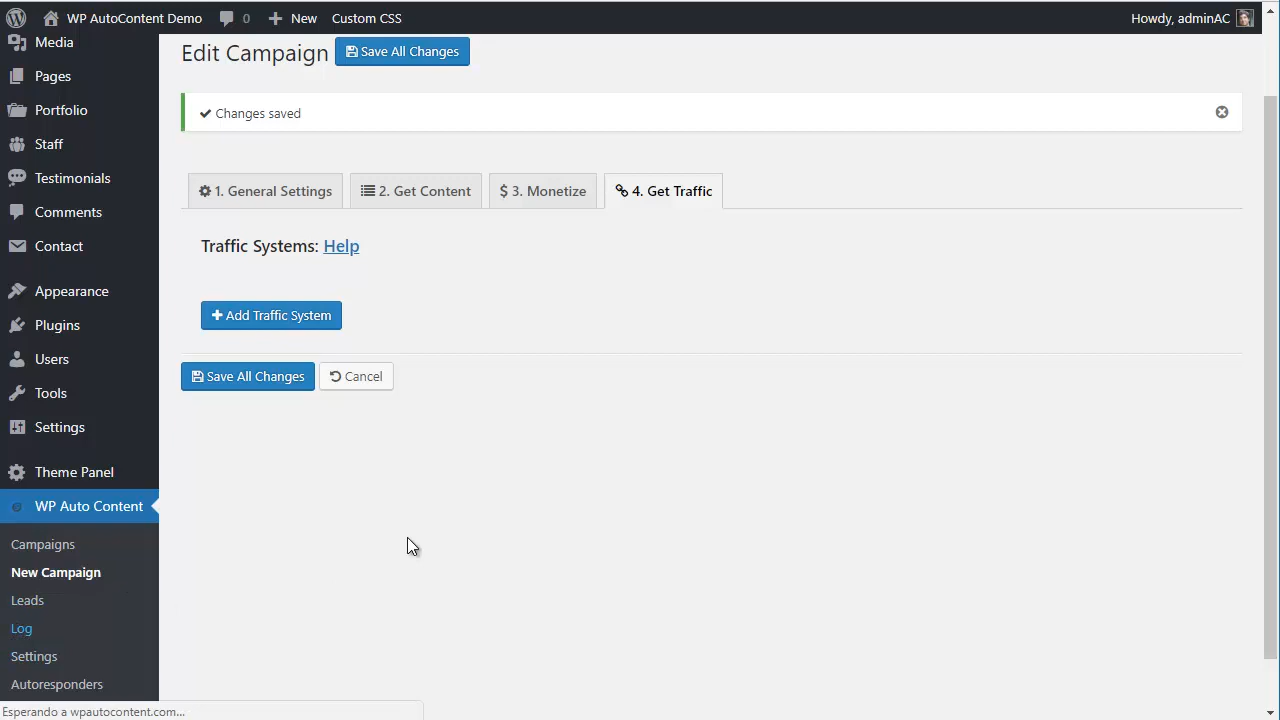 WP AutoContent Demo 0 New Custom CSS Howdy, adminAC
Media
Pages
Portfolio
Staff
Testimonials
Comments
Contact
Appearance
Plugins
Users
Tools
Settings
Theme Panel
WP Auto Content
Campaigns
New Campaign
Leads
Log
Settings
Autoresponders
Edit Campaign Save All Changes
Changes saved
1. General Settings 2. Get Content $ 3. Monetize 4. Get Traffic
Traffic Systems: Help
+ Add Traffic System
Save All Changes Cancel
Esperando a wpautocontent.com...